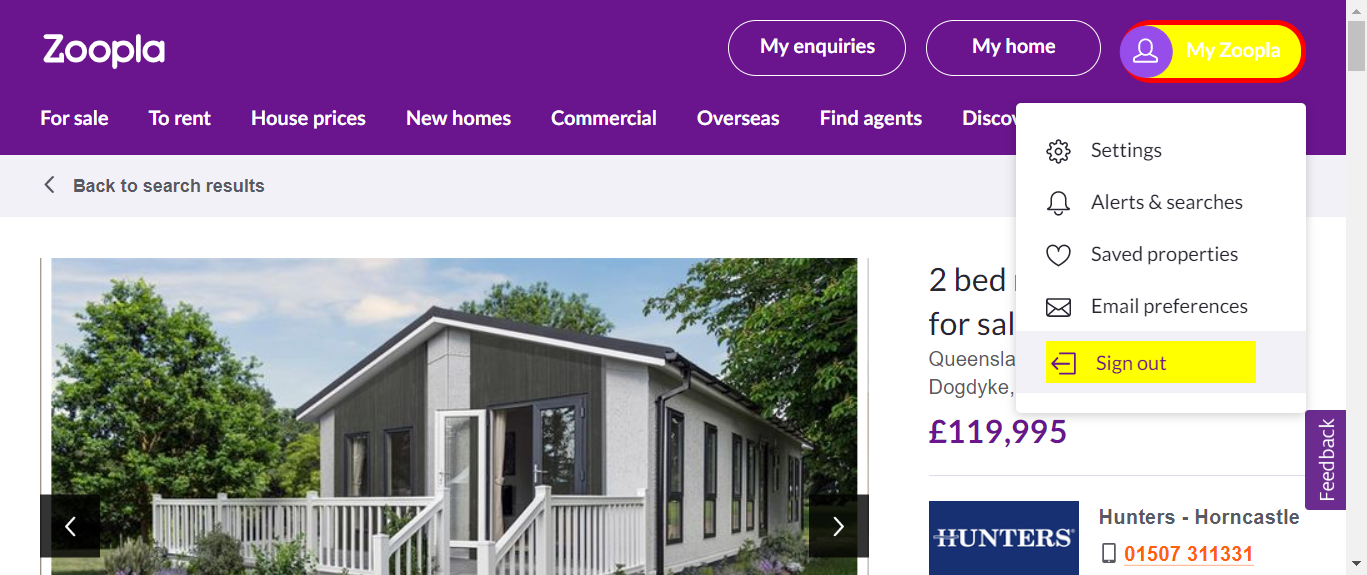 Zoopla
My enquiries
My home
My Zoopla
For sale
To rent
House prices
New homes
Commercial
Overseas
Find agents
Disco
Settings
Alerts & searches
Saved properties
Email preferences
Sign out
Back to search results
2 bed
for sal
Queensla
Dogdyke,
£119,995
Feedback
HUNTERS
Hunters - Horncastle
01507 311331